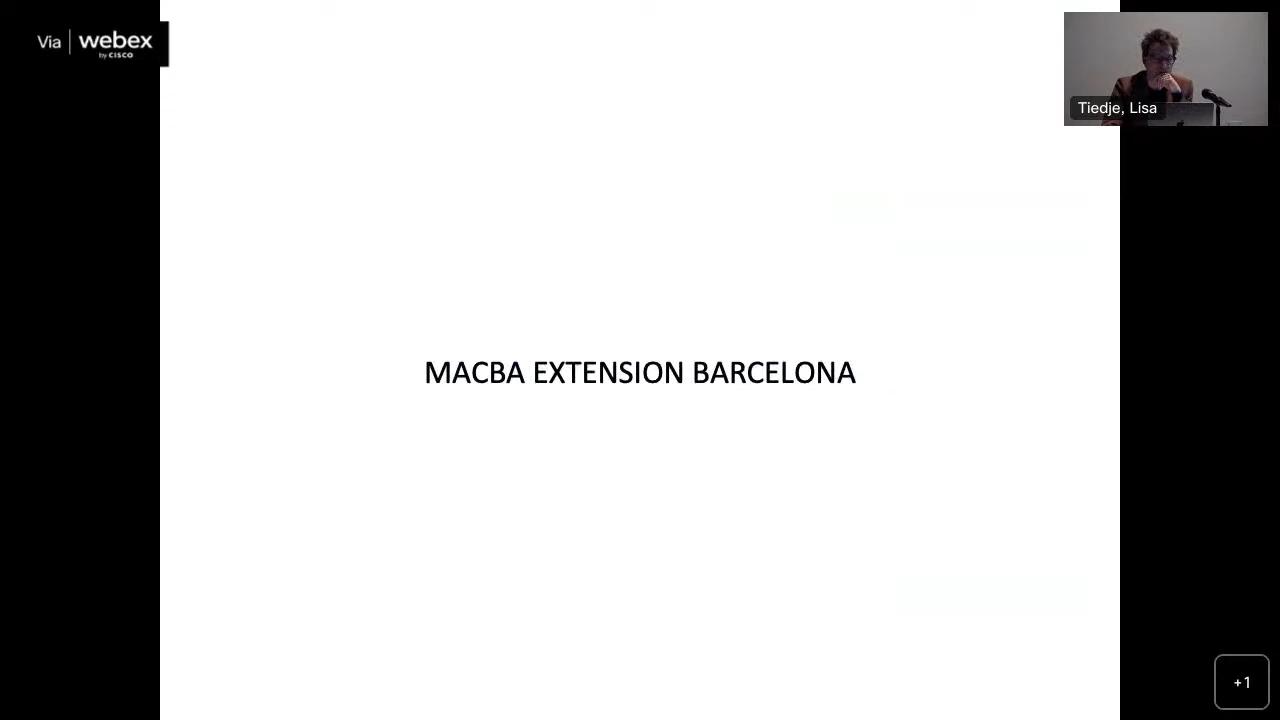 Via webex
by CISCO
Tiedje, Lisa
MACBA EXTENSION BARCELONA
+1